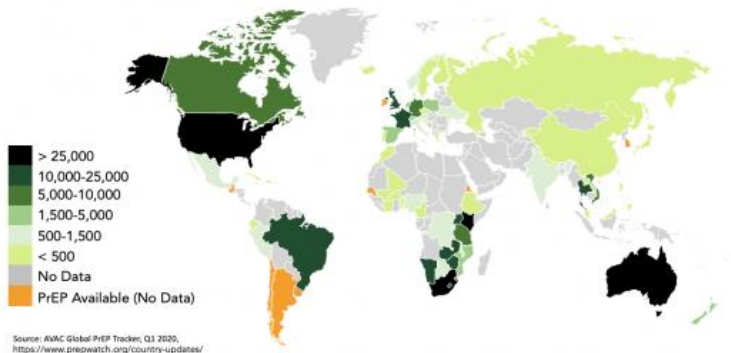 > 25,000
10,000-25,000
5,000-10,000
1,500-5,000
500-1,500
< 500
No Data
PrEP Available (No Data)
Source: AVAC Global PrEP Tracker, Q1 2020,
https://www.prepwatch.org/country-updates/